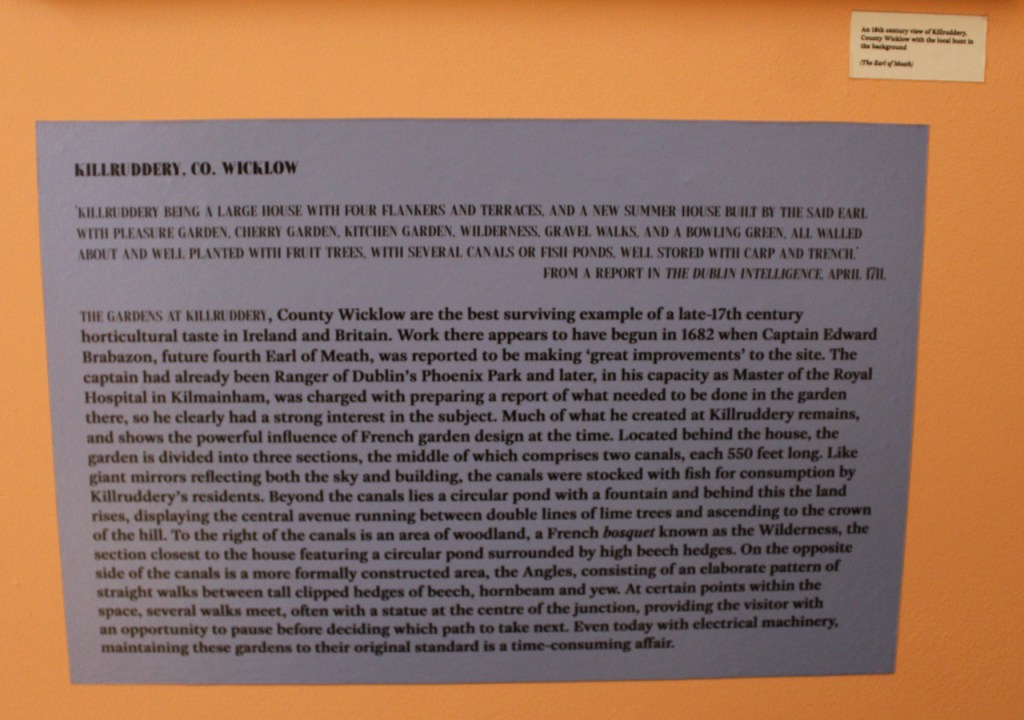 An 18th century view of Killruddery,
County Wicklow with the local hunt in
the background
(The Earl of Meath)
KILLRUDDERY, CO. WICKLOW
'KILLRUDDERY BEING A LARGE HOUSE WITH FOUR FLANKERS AND TERRACES, AND A NEW SUMMER-HOUSE BUILT BY THE SAID EARL
WITH PLEASURE GARDEN, CHERRY GARDEN, KITCHEN GARDEN, WILDERNESS, GRAVEL WALKS, AND A BOWLING GREEN, ALL WALLED
ABOUT AND WELL PLANTED WITH FRUIT TREES, WITH SEVERAL CANALS OR FISH-PONDS, WELL STORED WITH CARP AND TRENCH.'
FROM A REPORT IN THE DUBLIN INTELLIGENCE, APRIL 1711.
THE GARDENS AT KILLRUDDERY, County Wicklow are the best surviving example of a late-17th century
horticultural taste in Ireland and Britain. Work there appears to have begun in 1682 when Captain Edward
Brabazon, future fourth Earl of Meath, was reported to be making 'great improvements' to the site. The
captain had already been Ranger of Dublin's Phoenix Park and later, in his capacity as Master of the Royal
Hospital in Kilmainham, was charged with preparing a report of what needed to be done in the garden
there, so he clearly had a strong interest in the subject. Much of what he created at Killruddery remains,
and shows the powerful influence of French garden design at the time. Located behind the house, the
garden is divided into three sections, the middle of which comprises two canals, each 550 feet long. Like
giant mirrors reflecting both the sky and building, the canals were stocked with fish for consumption by
Killruddery's residents. Beyond the canals lies a circular pond with a fountain and behind this the land
rises, displaying the central avenue running between double lines of lime trees and ascending to the crown
of the hill. To the right of the canals is an area of woodland, a French bosquet known as the Wilderness, the
section closest to the house featuring a circular pond surrounded by high beech hedges. On the opposite
side of the canals is a more formally constructed area, the Angles, consisting of an elaborate pattern of
straight walks between tall clipped hedges of beech, hornbeam and yew. At certain points within the
space, several walks meet, often with a statue at the centre of the junction, providing the visitor with
an opportunity to pause before deciding which path to take next. Even today with electrical machinery,
maintaining these gardens to their original standard is a time-consuming affair.